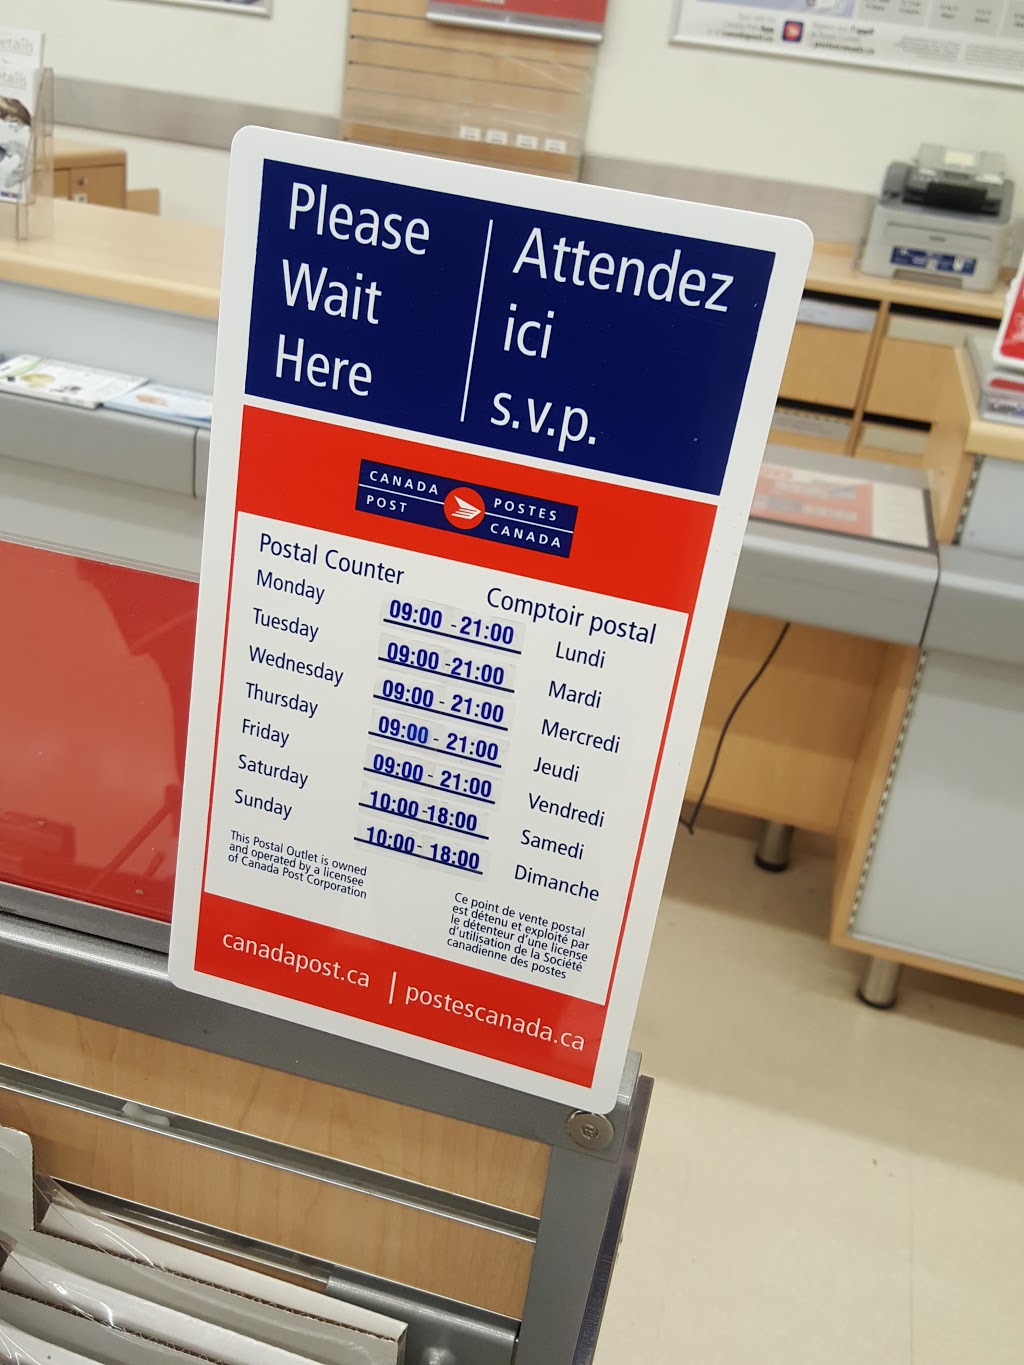 Please
Wait
Here
Attendez
ici
s.v.p.
CANADA
POST
POSTES
CANADA
Postal Counter
Comptoir postal
Monday 09:00 - 21:00 Lundi
Tuesday 09:00 - 21:00 Mardi
Wednesday 09:00 - 21:00 Mercredi
Thursday 09:00 - 21:00 Jeudi
Friday 09:00 - 21:00 Vendredi
Saturday 10:00 - 18:00 Samedi
Sunday 10:00 - 18:00 Dimanche
This Postal Outlet is owned
and operated by a licensee
of Canada Post Corporation
Ce point de vente postal
est détenu et exploité par
le détenteur d'une license
d'utilisation de la Société
canadienne des postes
canadapost.ca | postescanada.ca